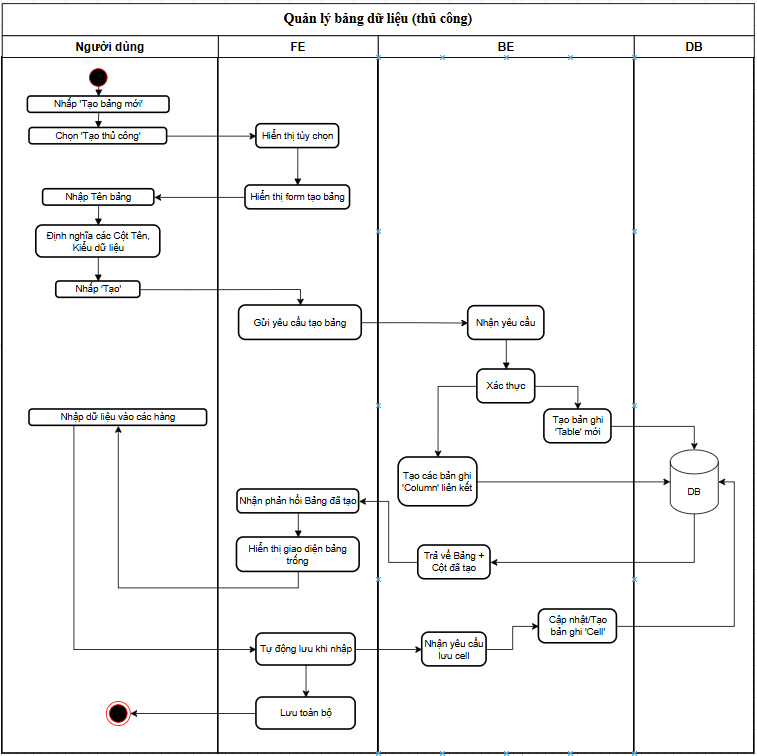 Quản lý bảng dữ liệu (thủ công)
Người dùng
FE
BE
DB
Nhấp 'Tạo bảng mới'
Chọn 'Tạo thủ công'
Hiển thị tùy chọn
Hiển thị form tạo bảng
Nhập Tên bảng
Định nghĩa các Cột Tên,
Kiểu dữ liệu
Nhấp 'Tạo'
Gửi yêu cầu tạo bảng
Nhận yêu cầu
Xác thực
Tạo bản ghi
'Table' mới
Nhập dữ liệu vào các hàng
Tạo các bản ghi
'Column' liên kết
DB
Nhận phản hồi Bảng đã tạo
Hiển thị giao diện bảng
trống
Trả về Bảng +
Cột đã tạo
Cập nhật/Tạo
bản ghi 'Cell'
Tự động lưu khi nhập
Nhận yêu cầu
lưu cell
Lưu toàn bộ